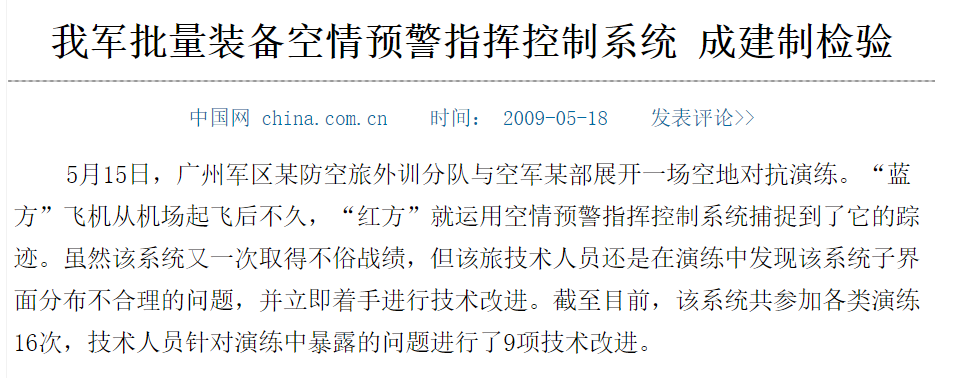 我军批量装备空情预警指挥控制系统 成建制检验
中国网 china.com.cn 时间： 2009-05-18 发表评论>>
5月15日，广州军区某防空旅外训分队与空军某部展开一场空地对抗演练。“蓝
方”飞机从机场起飞后不久，“红方”就运用空情预警指挥控制系统捕捉到了它的踪
迹。虽然该系统又一次取得不俗战绩，但该旅技术人员还是在演练中发现该系统子界
面分布不合理的问题，并立即着手进行技术改进。截至目前，该系统共参加各类演练
16次，技术人员针对演练中暴露的问题进行了9项技术改进。